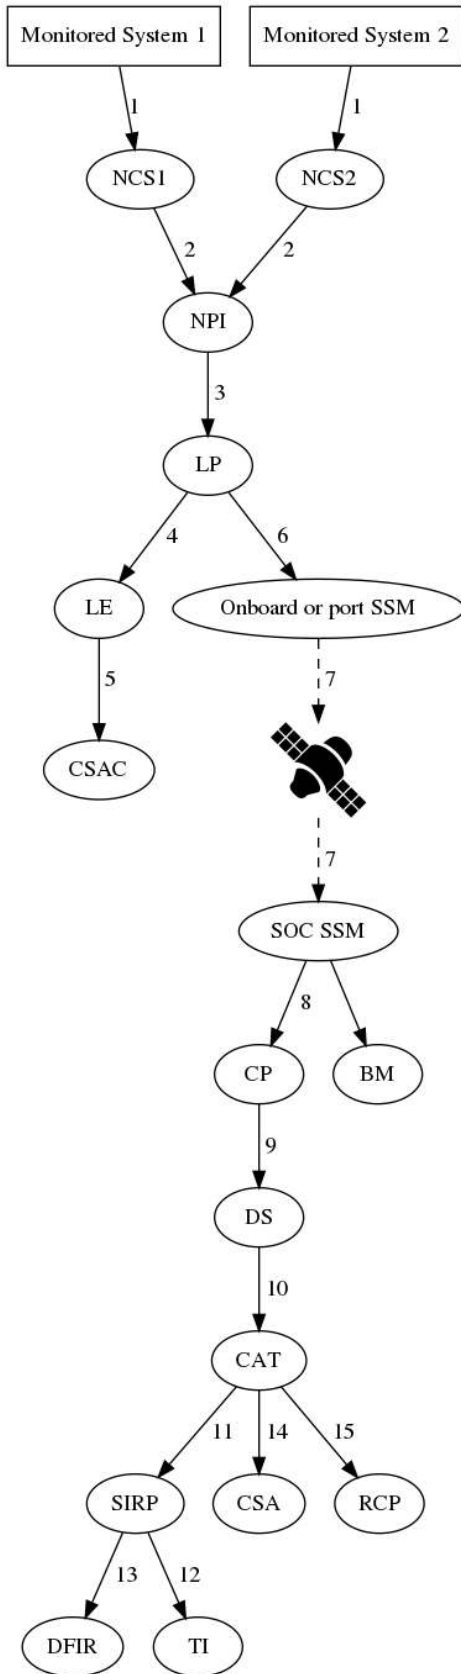 Monitored System 1
Monitored System 2
1
1
NCS1
NCS2
2
2
NPI
3
LP
4
6
LE
Onboard or port SSM
5
7
CSAC
7
SOC SSM
8
CP
BM
9
DS
10
CAT
11
14
15
SIRP
CSA
RCP
13
12
DFIR
TI